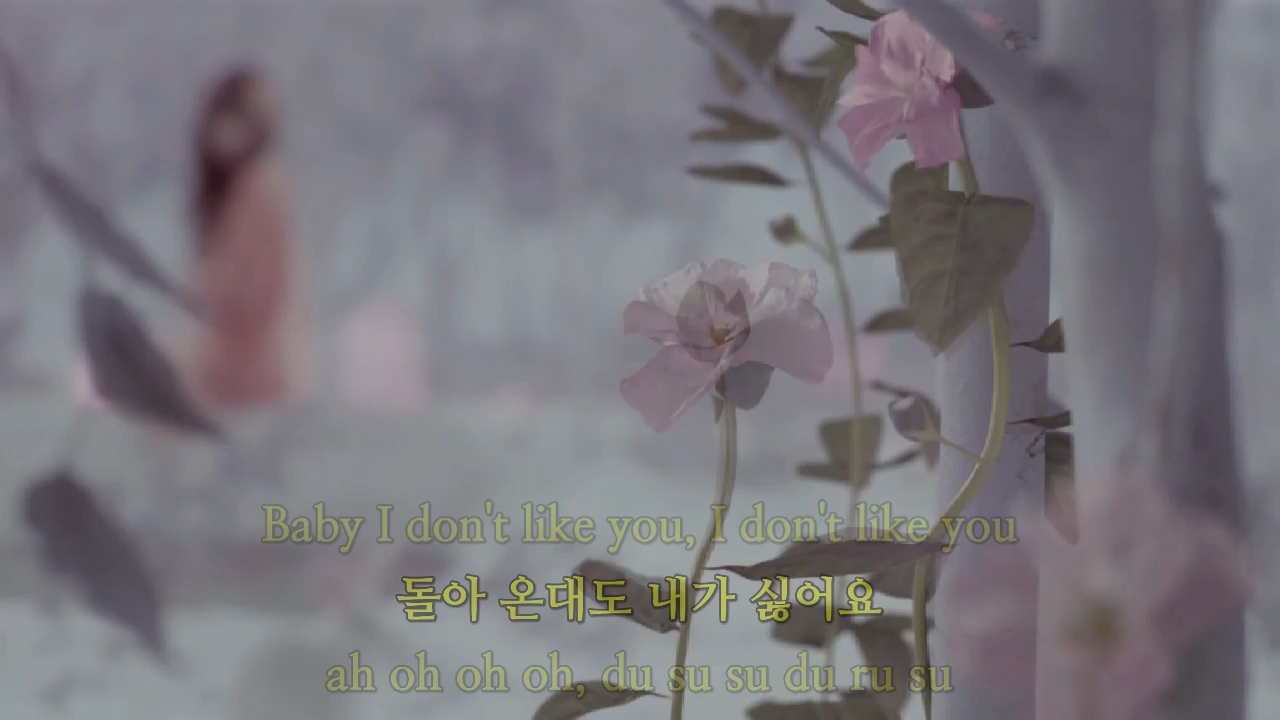 Baby I don't like you, I don't like you
돌아 온대도 내가 싫어요
ah oh oh oh, du su su du ru su